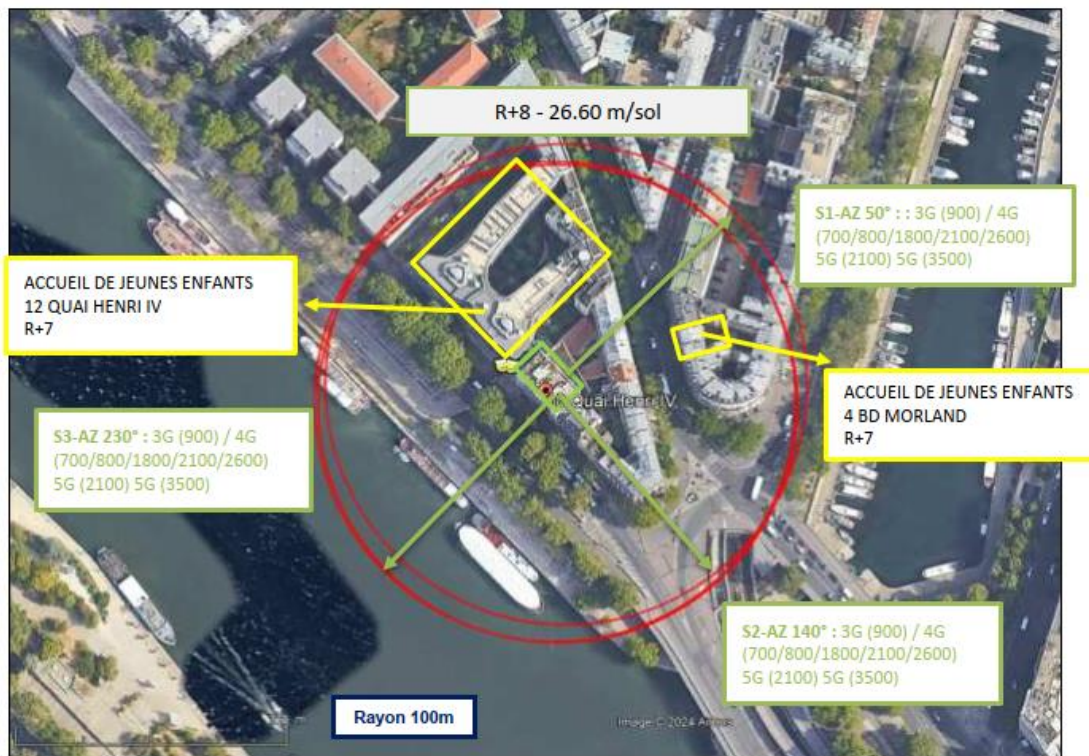 R+8 - 26.60 m/sol
S1-AZ 50° : : 3G (900) / 4G
(700/800/1800/2100/2600)
5G (2100) 5G (3500)
ACCUEIL DE JEUNES ENFANTS
12 QUAI HENRI IV
R+7
Quai Henri IV
ACCUEIL DE JEUNES ENFANTS
4 BD MORLAND
R+7
S3-AZ 230° : 3G (900) / 4G
(700/800/1800/2100/2600)
5G (2100) 5G (3500)
S2-AZ 140° : 3G (900) / 4G
(700/800/1800/2100/2600)
5G (2100) 5G (3500)
Rayon 100m
Image © 2024 Airbus